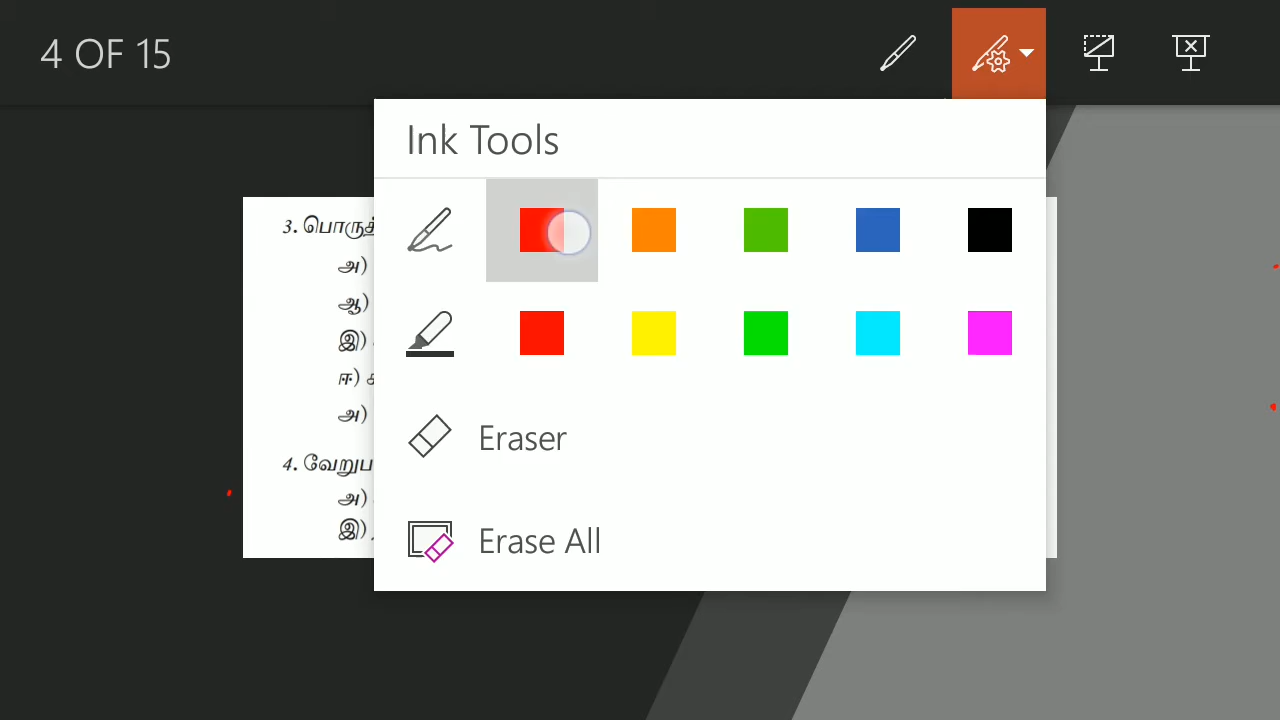 4 OF 15
Ink Tools
3. பொருத்
அ)
ஆ)
இ)
ஈ)
அ)
4. வேறுப
அ)
இ)
Eraser
Erase All